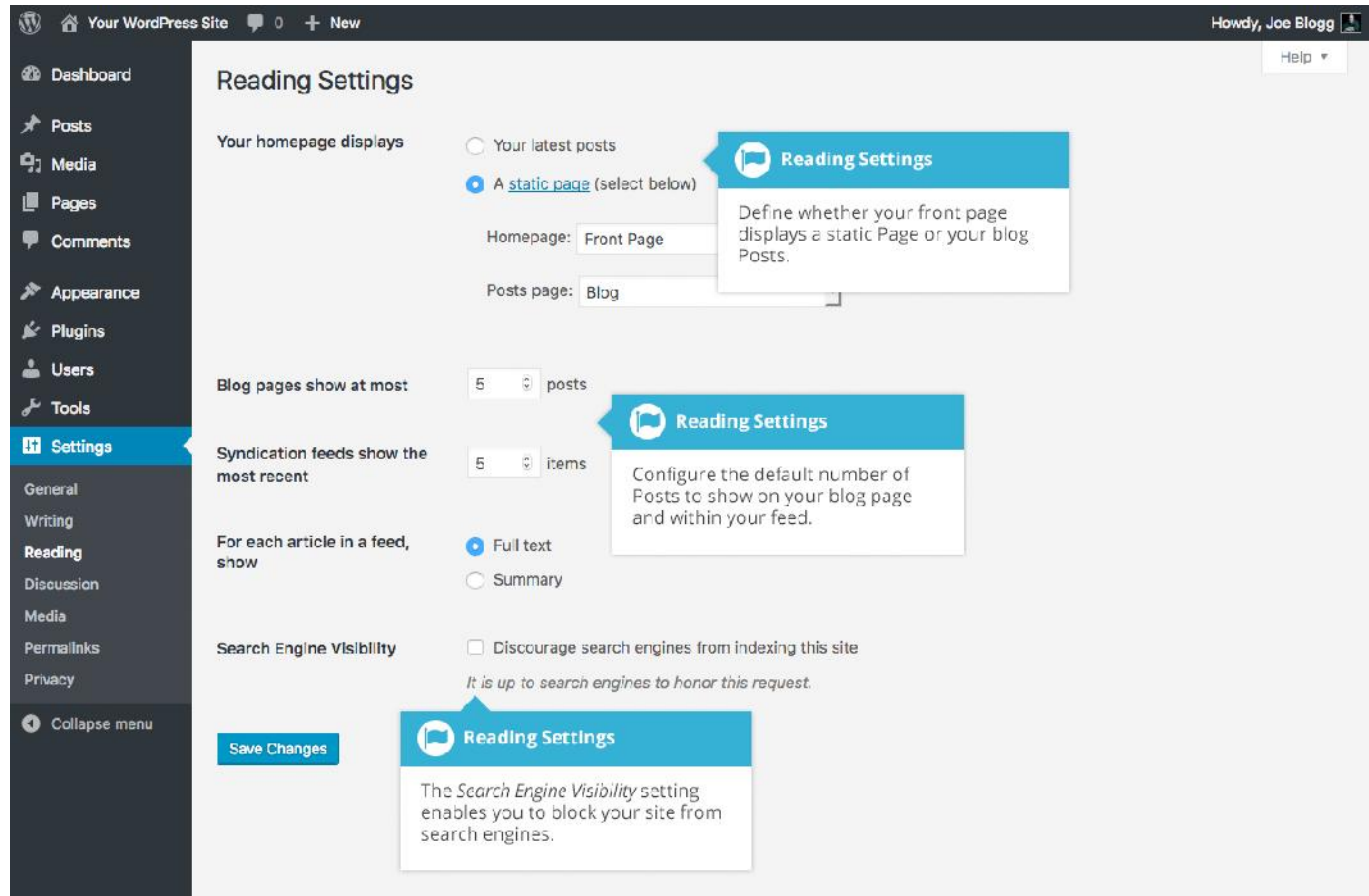 Your WordPress Site 0 + New Howdy, Joe Blogg
Help
Dashboard
Posts
Media
Pages
Comments
Appearance
Plugins
Users
Tools
Settings
General
Writing
Reading
Discussion
Media
Permalinks
Privacy
Collapse menu
Reading Settings
Your homepage displays
Your latest posts
A static page (select below)
Homepage: Front Page
Posts page: Blog
Reading Settings
Define whether your front page
displays a static Page or your blog
Posts.
Blog pages show at most
5 posts
Syndication feeds show the
most recent
5 items
Reading Settings
Configure the default number of
Posts to show on your blog page
and within your feed.
For each article in a feed,
show
Full text
Summary
Search Engine Visibility
Discourage search engines from indexing this site
It is up to search engines to honor this request.
Save Changes
Reading Settings
The Search Engine Visibility setting
enables you to block your site from
search engines.